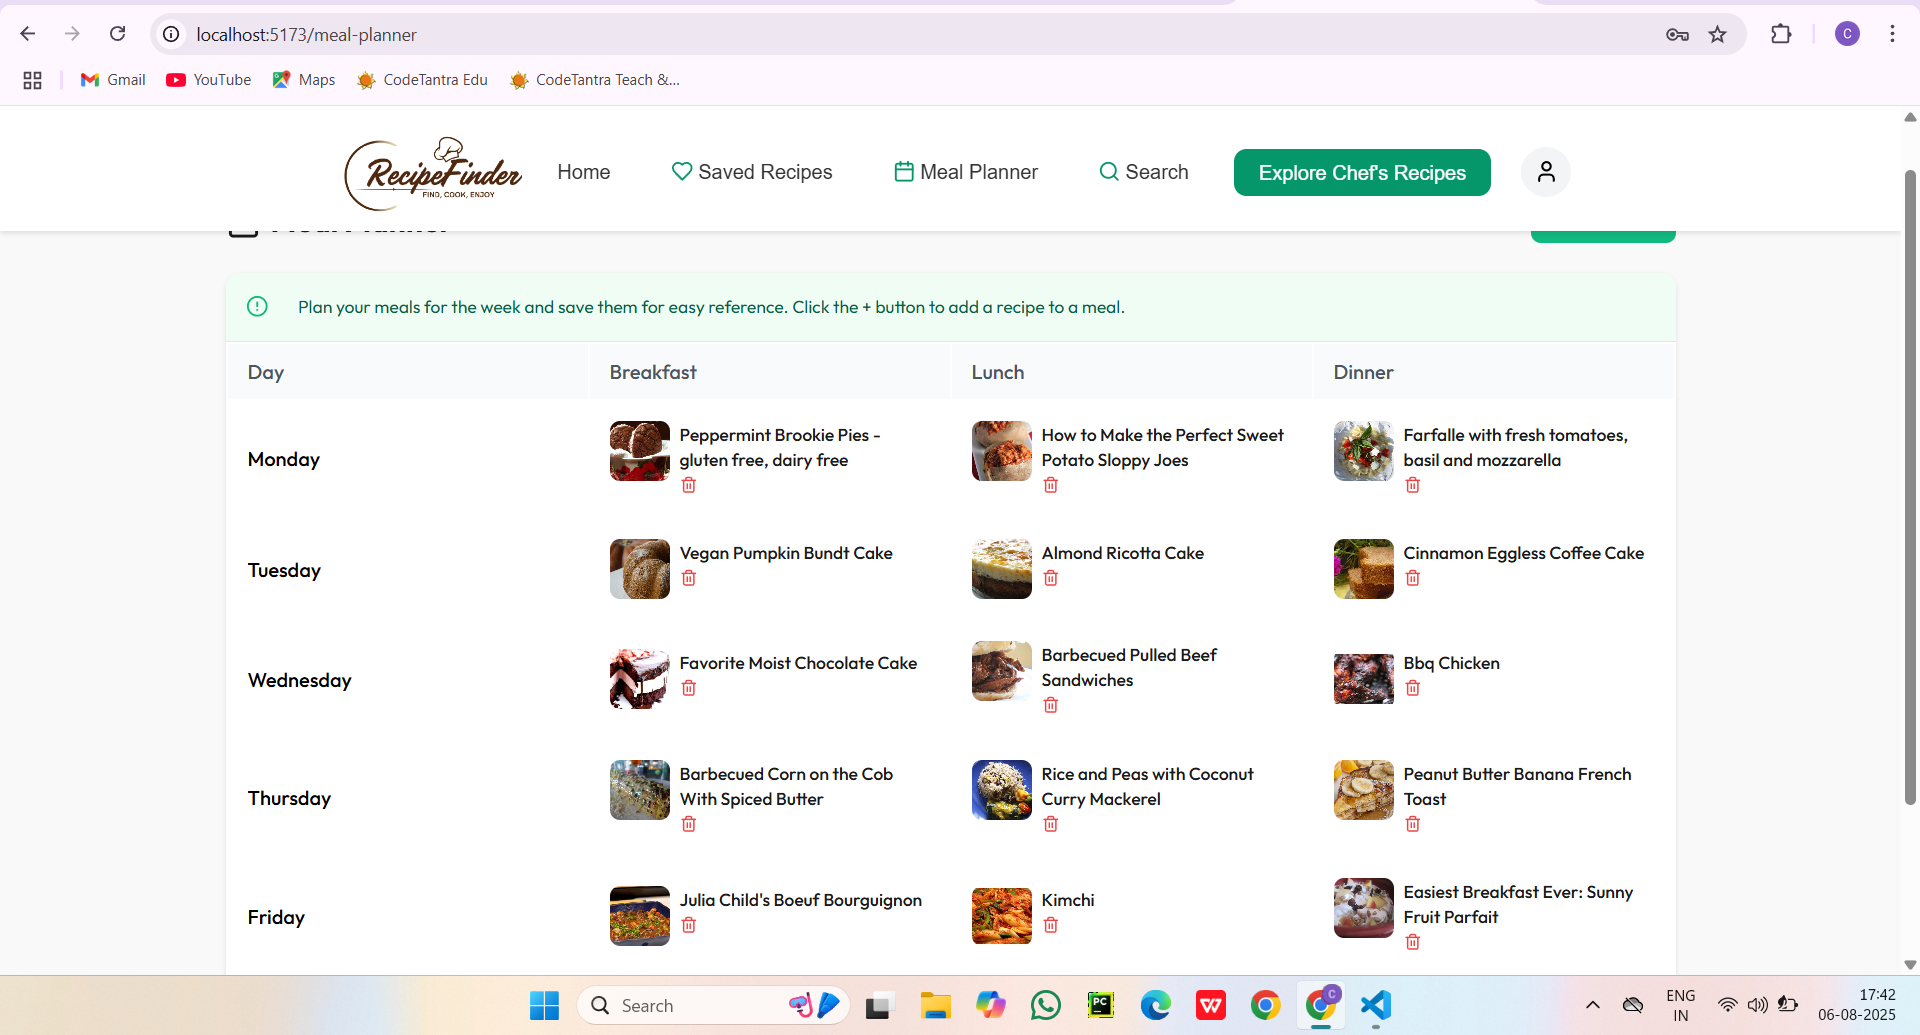 localhost:5173/meal-planner
C
Gmail
YouTube
Maps
CodeTantra Edu
CodeTantra Teach &...
RecipeFinder
FIND, COOK, ENJOY
Home
Saved Recipes
Meal Planner
Search
Explore Chef's Recipes
Meal Planner
Plan your meals for the week and save them for easy reference. Click the + button to add a recipe to a meal.
Day
Breakfast
Lunch
Dinner
Monday
Peppermint Brookie Pies -
gluten free, dairy free
How to Make the Perfect Sweet
Potato Sloppy Joes
Farfalle with fresh tomatoes,
basil and mozzarella
Tuesday
Vegan Pumpkin Bundt Cake
Almond Ricotta Cake
Cinnamon Eggless Coffee Cake
Wednesday
Favorite Moist Chocolate Cake
Barbecued Pulled Beef
Sandwiches
Bbq Chicken
Thursday
Barbecued Corn on the Cob
With Spiced Butter
Rice and Peas with Coconut
Curry Mackerel
Peanut Butter Banana French
Toast
Friday
Julia Child's Boeuf Bourguignon
Kimchi
Easiest Breakfast Ever: Sunny
Fruit Parfait
Search
PC
W
C
ENG
IN
17:42
06-08-2025